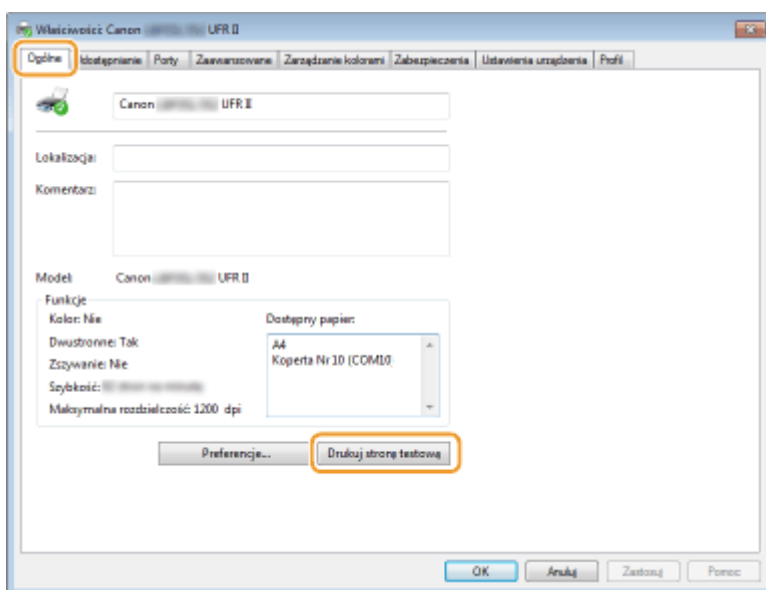 Właściwości: Canon UFR II
Ogólne Udostępnianie Porty Zaawansowane Zarządzanie kolorami Zabezpieczenia Ustawienia urządzenia Profil
Canon UFR II
Lokalizacja:
Komentarz:
Model: Canon UFR II
Funkcje
Kolor: Nie
Dostępny papier:
Dwustronne: Tak
A4
Zszywanie: Nie
Koperta Nr 10 (COM10
Szybkość:
Maksymalna rozdzielczość: 1200 dpi
Preferencje...
Drukuj stronę testową
OK Anuluj Zastosuj Pomoc